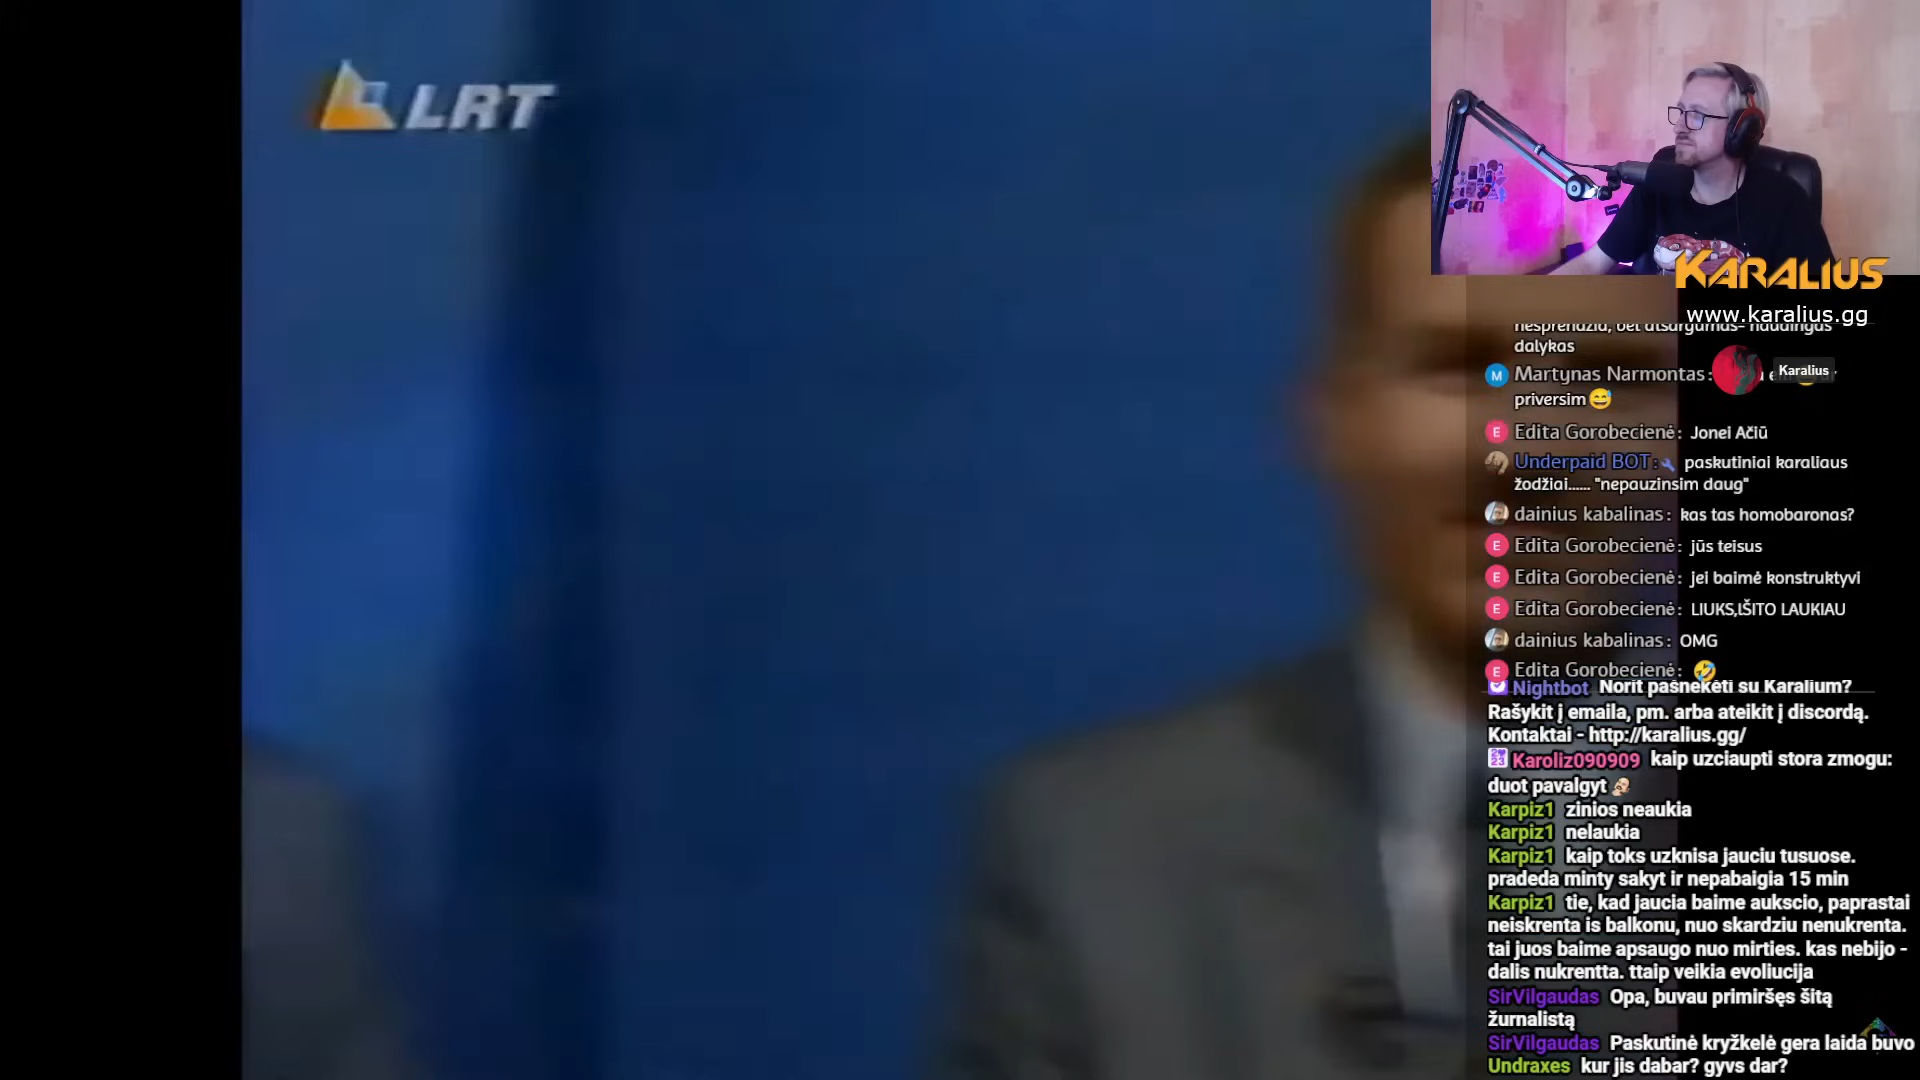 LRT
KARALIUS
www.karalius.gg
nesprendžia, bet atsargumas- naudingas
dalykas
Martynas Narmontas:
Karalius
priversim😅
Edita Gorobecienė: Jonei Ačiū
Underpaid BOT: paskutiniai karaliaus
žodžiai...... "nepauzinsim daug"
dainius kabalinas: kas tas homobaronas?
Edita Gorobecienė: jūs teisus
Edita Gorobecienė: jei baimė konstruktyvi
Edita Gorobecienė: LIUKS,IŠITO LAUKIAU
dainius kabalinas: OMG
Edita Gorobecienė: 🤣
Nightbot Norit pašnekėti su Karalium?
Rašykit į emaila, pm. arba ateikit į discordą.
Kontaktai - http://karalius.gg/
Karoliz090909 kaip uzciaupti stora zmogu:
duot pavalgyt
Karpiz1 zinios neaukia
Karpiz1 nelaukia
Karpiz1 kaip toks uzknisa jauciu tusuose.
pradeda minty sakyt ir nepabaigia 15 min
Karpiz1 tie, kad jaucia baime aukscio, paprastai
neiskrenta is balkonu, nuo skardziu nenukrenta.
tai juos baime apsaugo nuo mirties. kas nebijo -
dalis nukrentta. ttaip veikia evoliucija
SirVilgaudas Opa, buvau primiršęs šitą
žurnalistą
SirVilgaudas Paskutinė kryžkelė gera laida buvo
Undraxes kur jis dabar? gyvs dar?